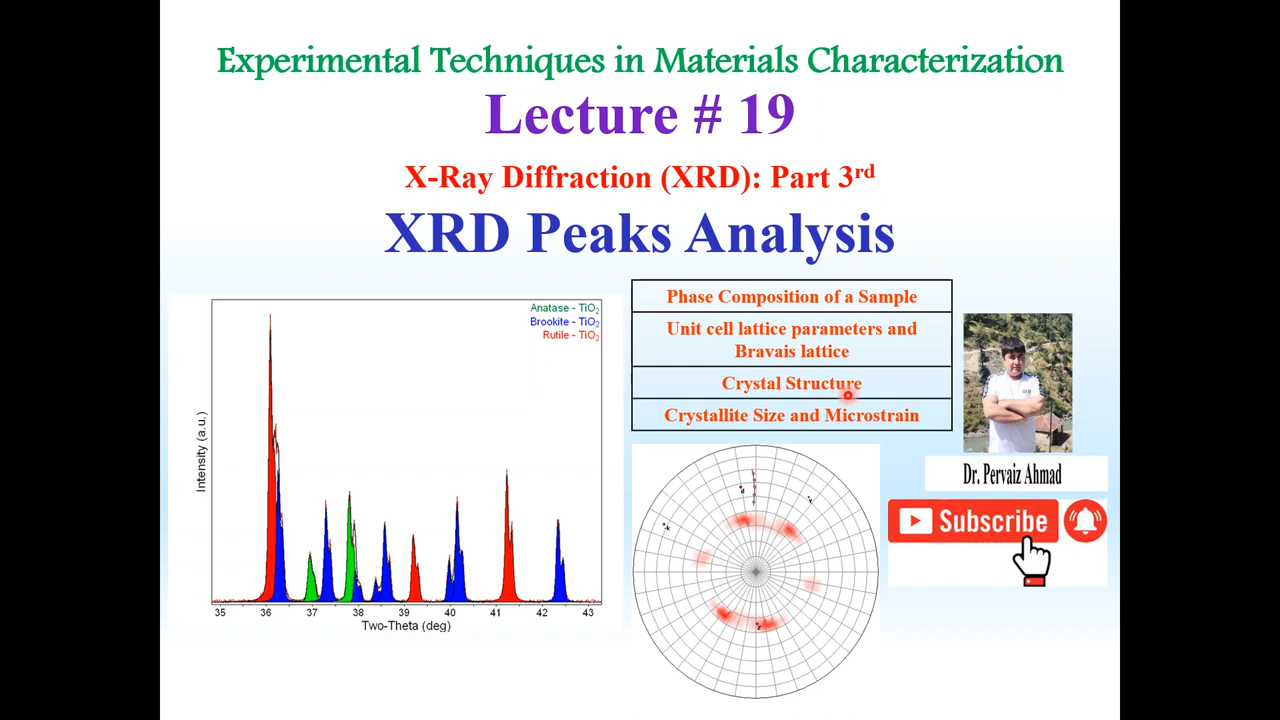 Experimental Techniques in Materials Characterization
Lecture # 19
X-Ray Diffraction (XRD): Part 3rd
XRD Peaks Analysis
Anatase - TiO2
Brookite - TiO2
Rutile - TiO2
Intensity (a.u.)
35 36 37 38 39 40 41 42 43
Two-Theta (deg)
Phase Composition of a Sample
Unit cell lattice parameters and
Bravais lattice
Crystal Structure
Crystallite Size and Microstrain
Dr. Pervaiz Ahmad
Subscribe